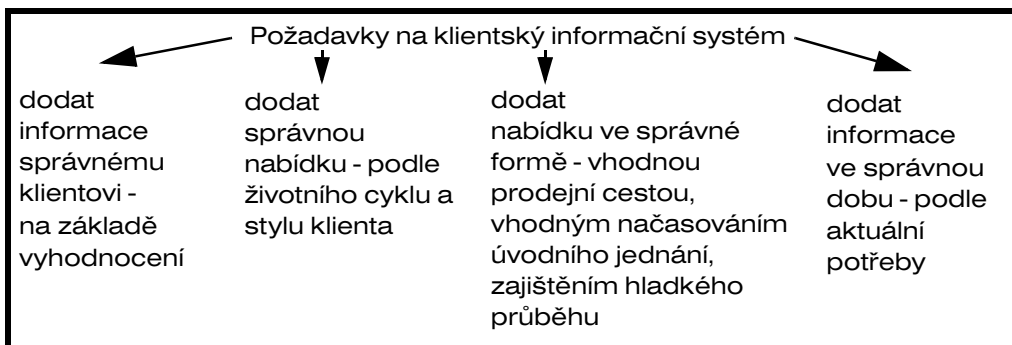 Požadavky na klientský informační systém
dodat
informace
správnému
klientovi -
na základě
vyhodnocení
dodat
správnou
nabídku - podle
životního cyklu a
stylu klienta
dodat
nabídku ve správné
formě - vhodnou
prodejní cestou,
vhodným načasováním
úvodního jednání,
zajištěním hladkého
průběhu
dodat
informace
ve správnou
dobu - podle
aktuální
potřeby